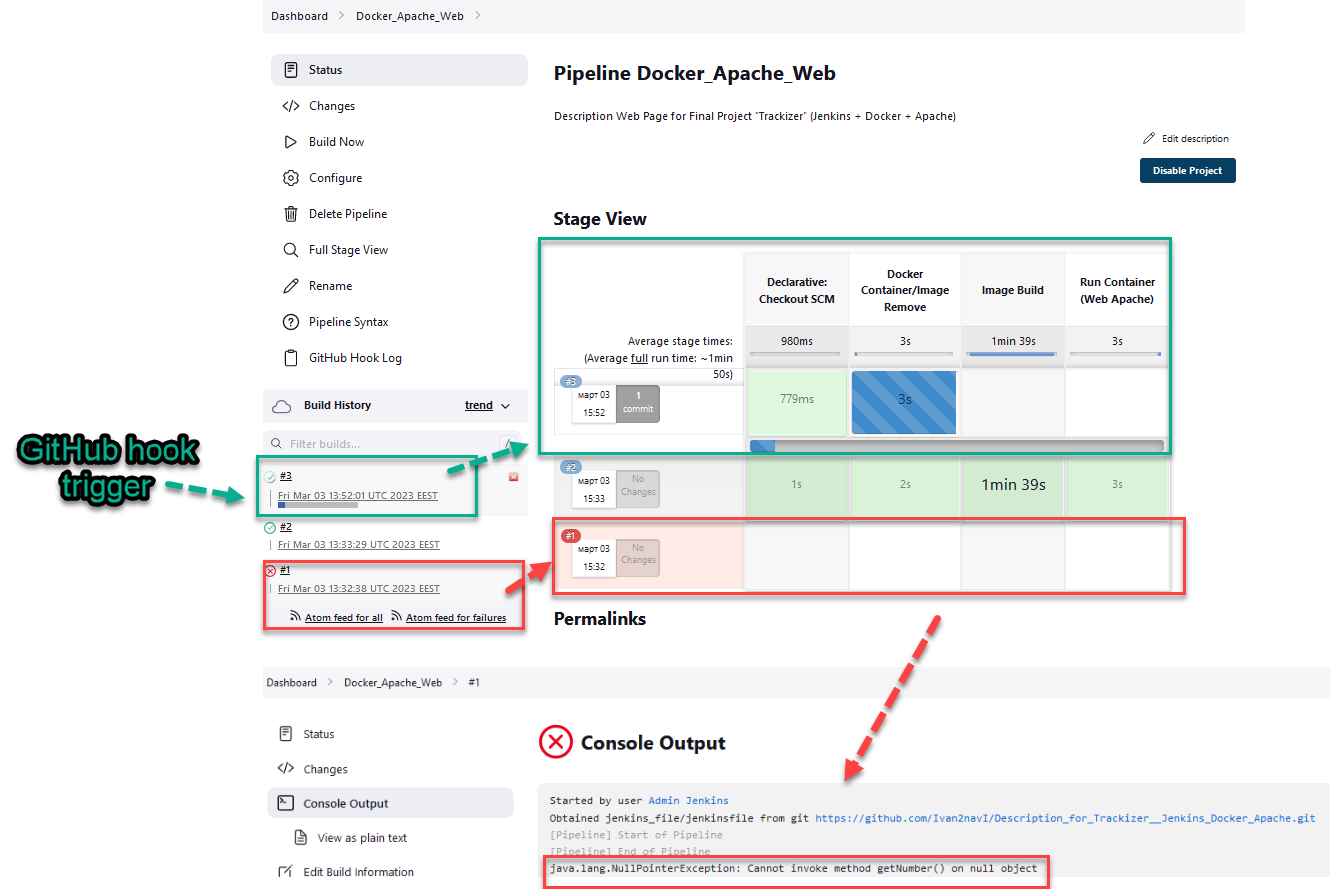 Dashboard > Docker_Apache_Web >
Status
Changes
Build Now
Configure
Delete Pipeline
Full Stage View
Rename
Pipeline Syntax
GitHub Hook Log
Build History
trend
Filter builds...
/
#3
Fri Mar 03 13:52:01 UTC 2023 EEST
#2
Fri Mar 03 13:33:29 UTC 2023 EEST
#1
Fri Mar 03 13:32:38 UTC 2023 EEST
Atom feed for all
Atom feed for failures
GitHub hook
trigger
Pipeline Docker_Apache_Web
Description Web Page for Final Project "Trackizer" (Jenkins + Docker + Apache)
Edit description
Disable Project
Stage View
Declarative:
Checkout SCM
Docker
Container/Image
Remove
Image Build
Run Container
(Web Apache)
Average stage times:
(Average full run time: ~1min
50s)
980ms
3s
1min 39s
3s
#3
март 03
15:52
1
commit
779ms
3s
#2
март 03
15:33
No
Changes
1s
2s
1min 39s
3s
#1
март 03
15:32
No
Changes
Permalinks
Dashboard > Docker_Apache_Web > #1
Status
Changes
Console Output
View as plain text
Edit Build Information
Console Output
Started by user Admin Jenkins
Obtained jenkins_file/jenkinsfile from git https://github.com/Ivan2navI/Description_for_Trackizer__Jenkins_Docker_Apache.git
[Pipeline] Start of Pipeline
[Pipeline] End of Pipeline
java.lang.NullPointerException: Cannot invoke method getNumber() on null object